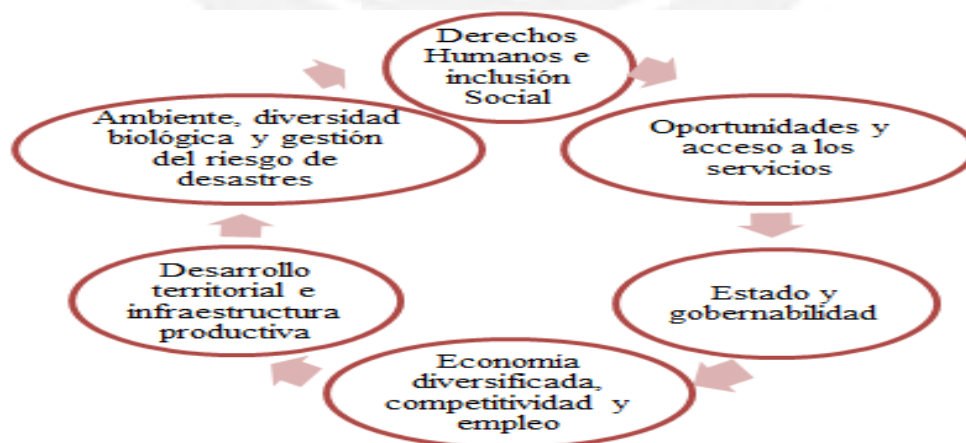 Derechos
Humanos e
inclusión
Social
Oportunidades y
acceso a los
servicios
Estado y
gobernabilidad
Economía
diversificada,
competitividad y
empleo
Desarrollo
territorial e
infraestructura
productiva
Ambiente, diversidad
biológica y gestión
del riesgo de
desastres